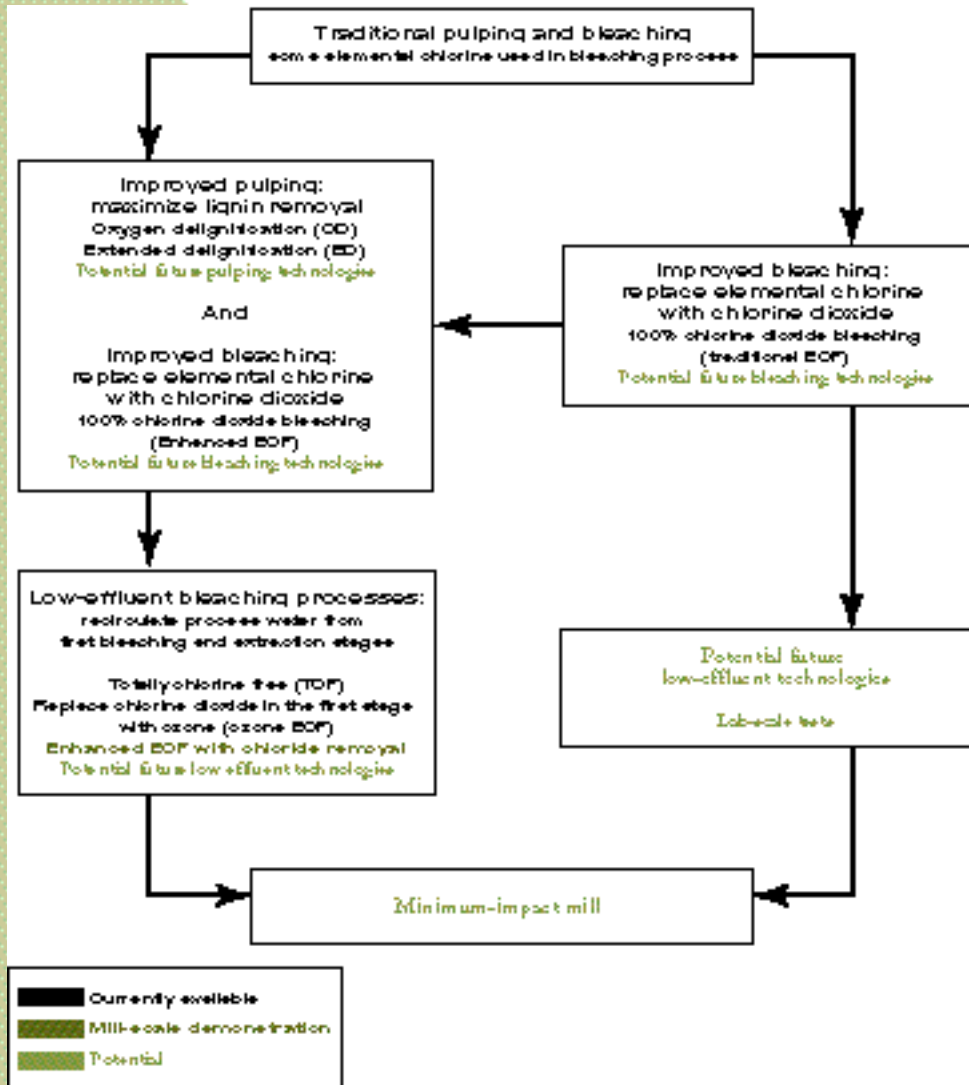 Traditional pulping and bleaching
some elemental chlorine used in bleaching process
Improved pulping:
maximize lignin removal
Oxygen delignification (OD)
Extended delignification (ED)
Potential future pulping technologies
And
Improved bleaching:
replace elemental chlorine
with chlorine dioxide
100% chlorine dioxide bleaching
(Enhanced ECF)
Potential future bleaching technologies
Improved bleaching:
replace elemental chlorine
with chlorine dioxide
100% chlorine dioxide bleaching
(traditional ECF)
Potential future bleaching technologies
Low-effluent bleaching processes:
recirculate process water from
first bleaching and extraction stages
Totally chlorine free (TCF)
Replace chlorine dioxide in the first stage
with ozone (ozone ECF)
Enhanced ECF with chloride removal
Potential future low effluent technologies
Potential future
low-effluent technologies
Lab-scale tests
Minimum-impact mill
Currently available
Mill-scale demonstration
Potential